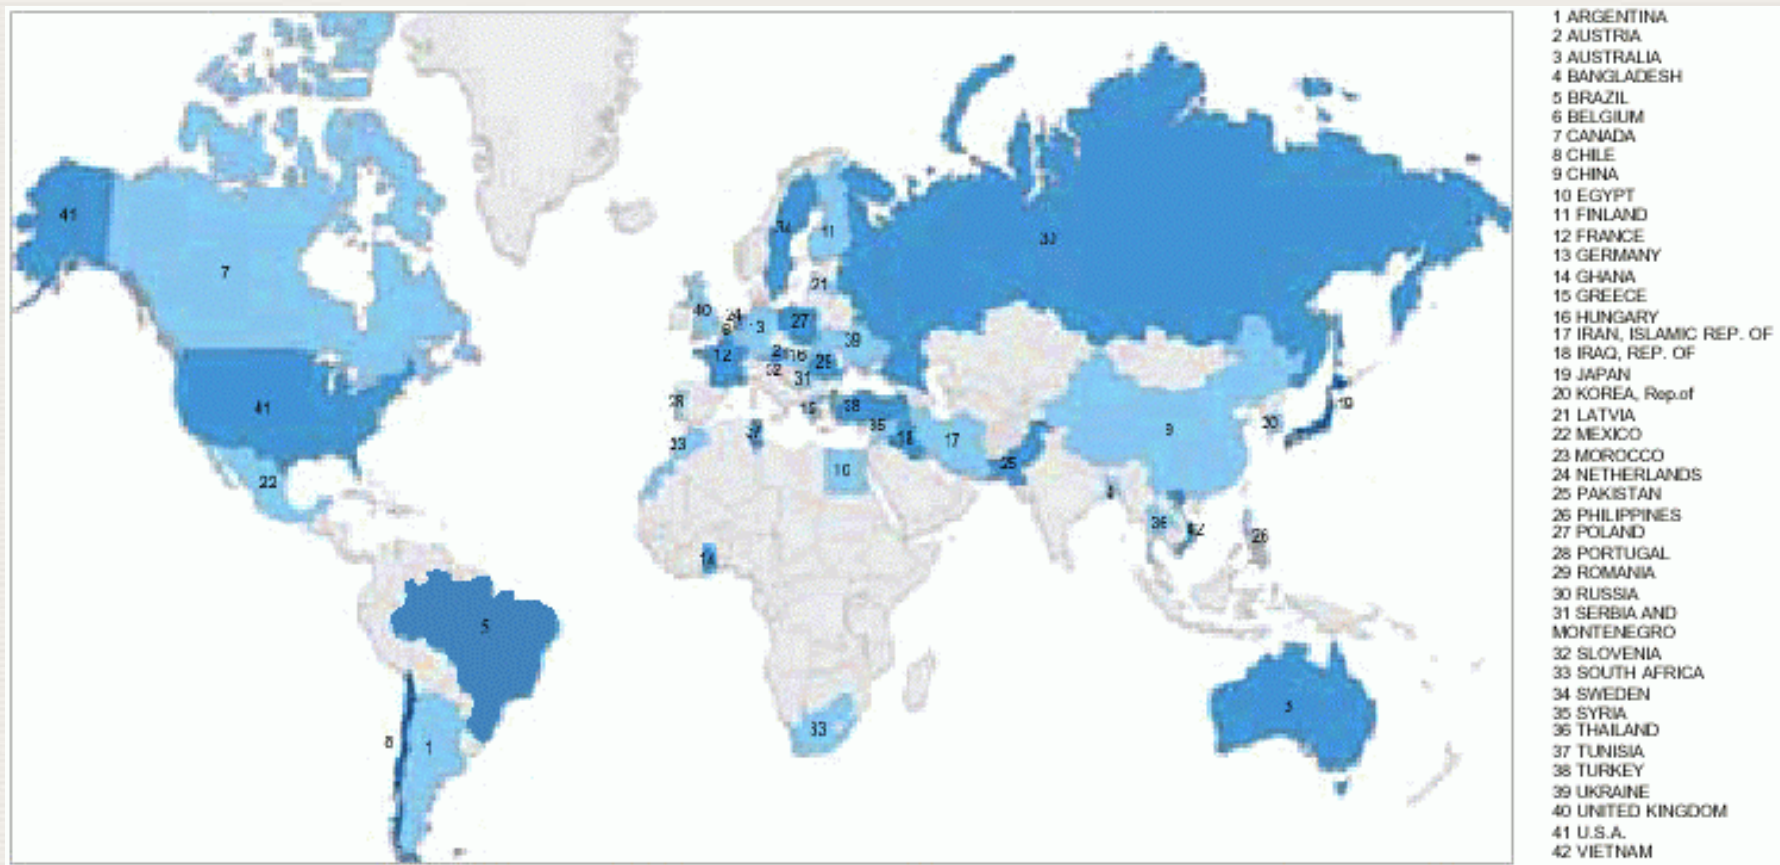 1 ARGENTINA
2 AUSTRIA
3 AUSTRALIA
4 BANGLADESH
5 BRAZIL
6 BELGIUM
7 CANADA
8 CHILE
9 CHINA
10 EGYPT
11 FINLAND
12 FRANCE
13 GERMANY
14 GHANA
15 GREECE
16 HUNGARY
17 IRAN, ISLAMIC REP. OF
18 IRAQ, REP. OF
19 JAPAN
20 KOREA, Rep.of
21 LATVIA
22 MEXICO
23 MOROCCO
24 NETHERLANDS
25 PAKISTAN
26 PHILIPPINES
27 POLAND
28 PORTUGAL
29 ROMANIA
30 RUSSIA
31 SERBIA AND
MONTENEGRO
32 SLOVENIA
33 SOUTH AFRICA
34 SWEDEN
35 SYRIA
36 THAILAND
37 TUNISIA
38 TURKEY
39 UKRAINE
40 UNITED KINGDOM
41 U.S.A.
42 VIETNAM
41
7
41
22
5
8
1
34
11
21
40
24
27
39
12
2
16
29
31
28
38
35
23
17
10
14
33
30
9
20
19
25
36
42
26
3